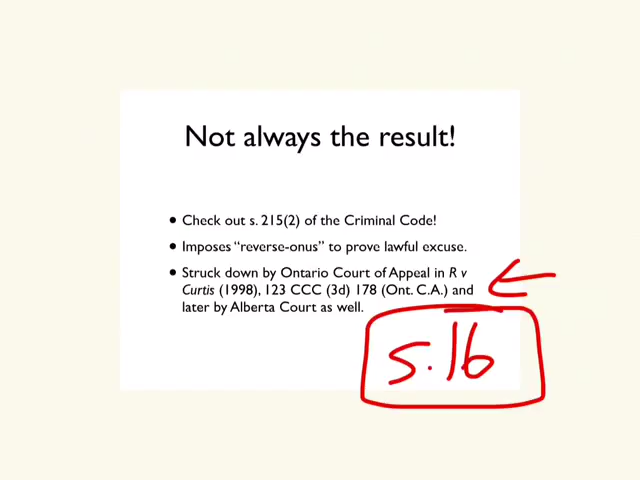 Not always the result!
• Check out s. 215(2) of the Criminal Code!
• Imposes “reverse-onus” to prove lawful excuse.
• Struck down by Ontario Court of Appeal in R v
Curtis (1998), 123 CCC (3d) 178 (Ont. C.A.) and
later by Alberta Court as well.
s.16